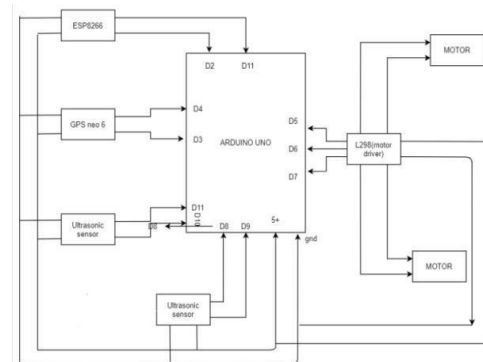 ESP8266
D2
D11
MOTOR
GPS neo 6
D4
D3
ARDUINO UNO
D5
D6
D7
L298(motor
driver)
Ultrasonic
sensor
D11
D10
D8
D8
D9
5+
gnd
MOTOR
Ultrasonic
sensor